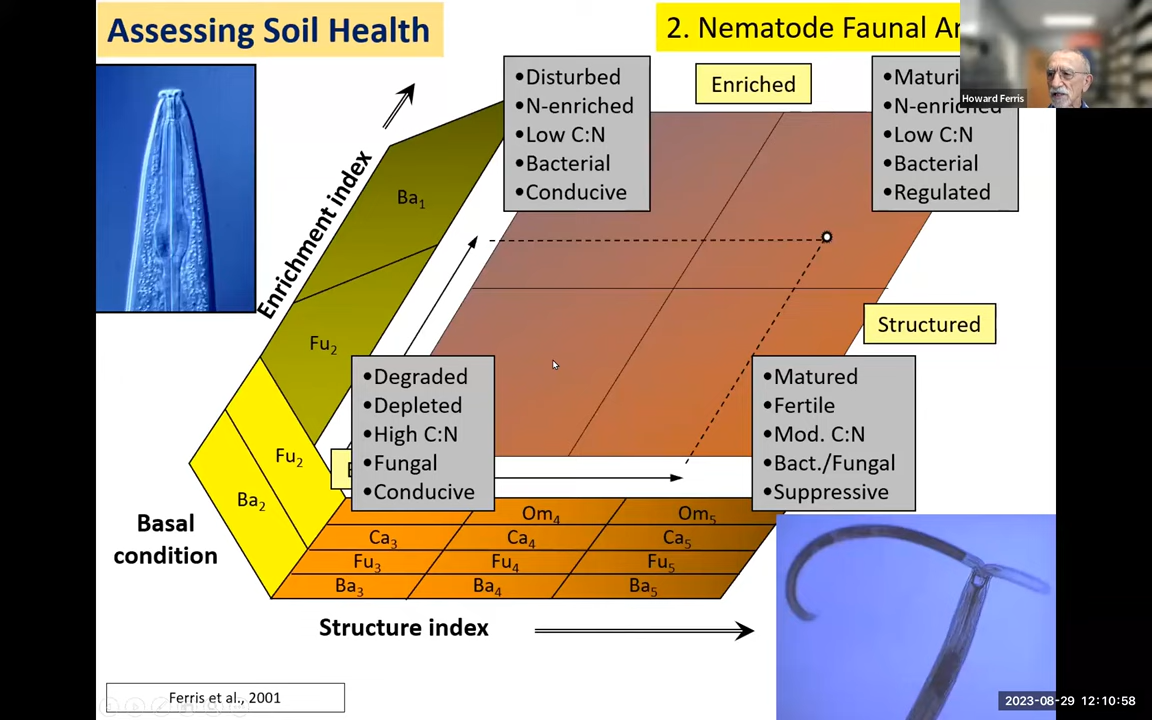 Assessing Soil Health
2. Nematode Faunal
Howard Ferris
•Disturbed
•N-enriched
•Low C:N
•Bacterial
•Conducive
Enriched
•N-enriched
•Low C:N
•Bacterial
•Regulated
Enrichment index
Ba1
Fu2
Structured
•Degraded
•Depleted
•High C:N
•Fungal
•Conducive
•Matured
•Fertile
•Mod. C:N
•Bact./Fungal
•Suppressive
Fu2
Ba2
Basal
condition
Om4
Om5
Ca3
Ca4
Ca5
Fu3
Fu4
Fu5
Ba3
Ba4
Ba5
Structure index
Ferris et al., 2001
2023-08-29 12:10:58